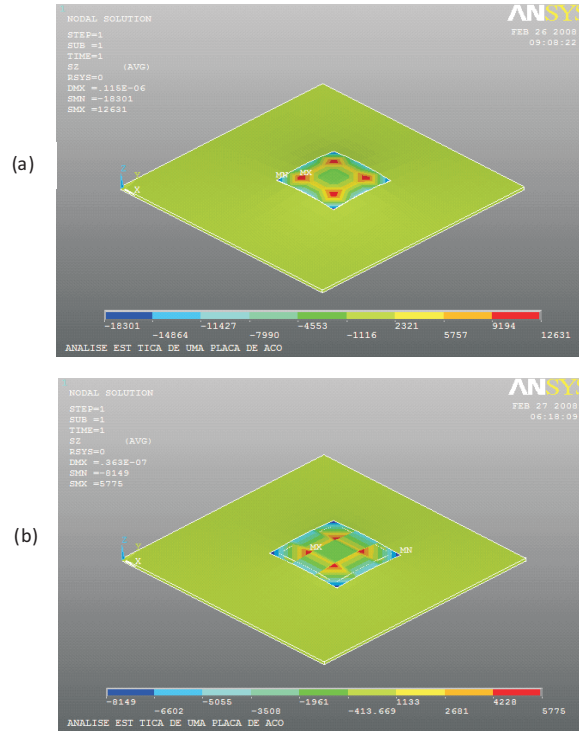 (a)
1
NODAL SOLUTION
STEP=1
SUB =1
TIME=1
SZ (AVG)
RSYS=0
DMX =.115E-06
SMN =-18301
SMX =12631
ANSYS
FEB 26 2008
09:08:22
MN MX
Z
Y
X
-18301 -11427 -4553 2321 9194
-14864 -7990 -1116 5757 12631
ANALISE EST TICA DE UMA PLACA DE ACO
(b)
1
NODAL SOLUTION
STEP=1
SUB =1
TIME=1
SZ (AVG)
RSYS=0
DMX =.363E-07
SMN =-8149
SMX =5775
ANSYS
FEB 27 2008
06:18:09
MX MN
Z
Y
X
-8149 -5055 -1961 1133 4228
-6602 -3508 -413.669 2681 5775
ANALISE EST TICA DE UMA PLACA DE ACO